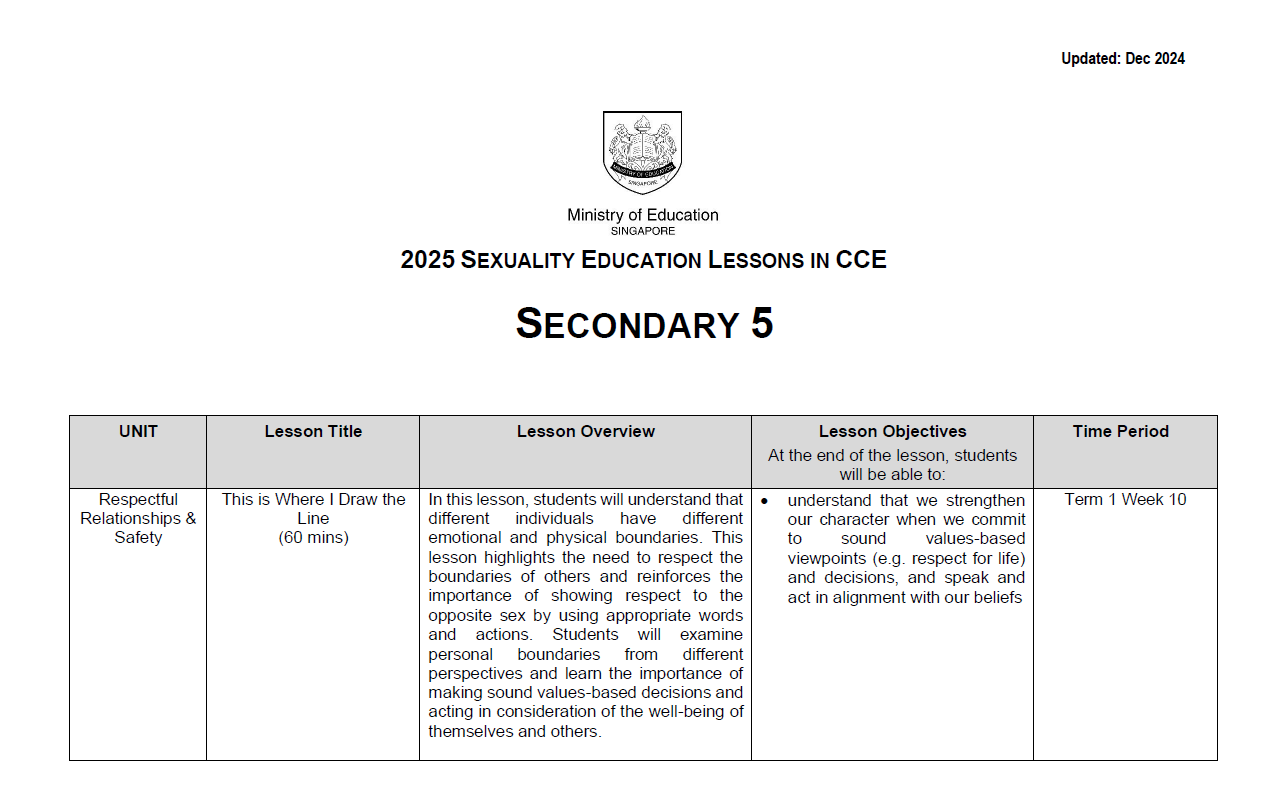 Updated: Dec 2024
MINISTRY OF EDUCATION
SINGAPORE
Ministry of Education
SINGAPORE
2025 SEXUALITY EDUCATION LESSONS IN CCE
SECONDARY 5
UNIT
Lesson Title
Lesson Overview
Lesson Objectives
At the end of the lesson, students
will be able to:
Time Period
Respectful
Relationships &
Safety
This is Where I Draw the
Line
(60 mins)
In this lesson, students will understand that
different individuals have different
emotional and physical boundaries. This
lesson highlights the need to respect the
boundaries of others and reinforces the
importance of showing respect to the
opposite sex by using appropriate words
and actions. Students will examine
personal boundaries from different
perspectives and learn the importance of
making sound values-based decisions and
acting in consideration of the well-being of
themselves and others.
• understand that we strengthen
our character when we commit
to sound values-based
viewpoints (e.g. respect for life)
and decisions, and speak and
act in alignment with our beliefs
Term 1 Week 10